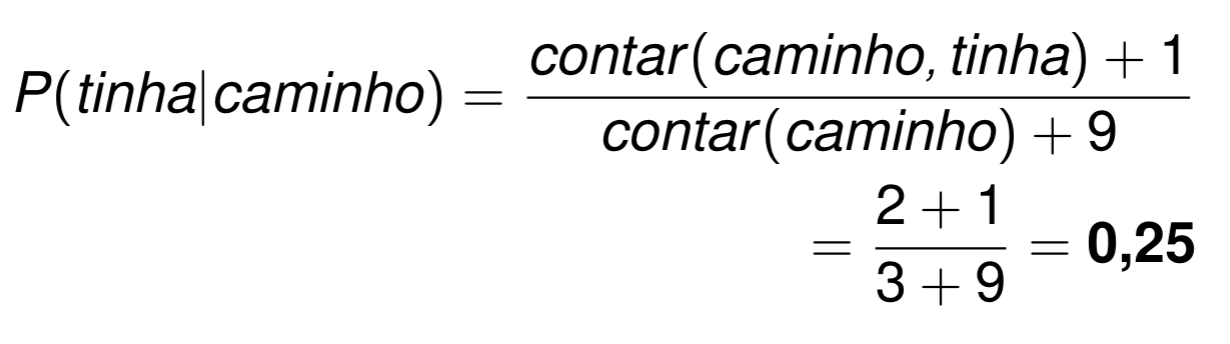 P(tinha|caminho) = contar(caminho, tinha) + 1
contar(caminho) + 9
= 2 + 1
3 + 9
= 0,25